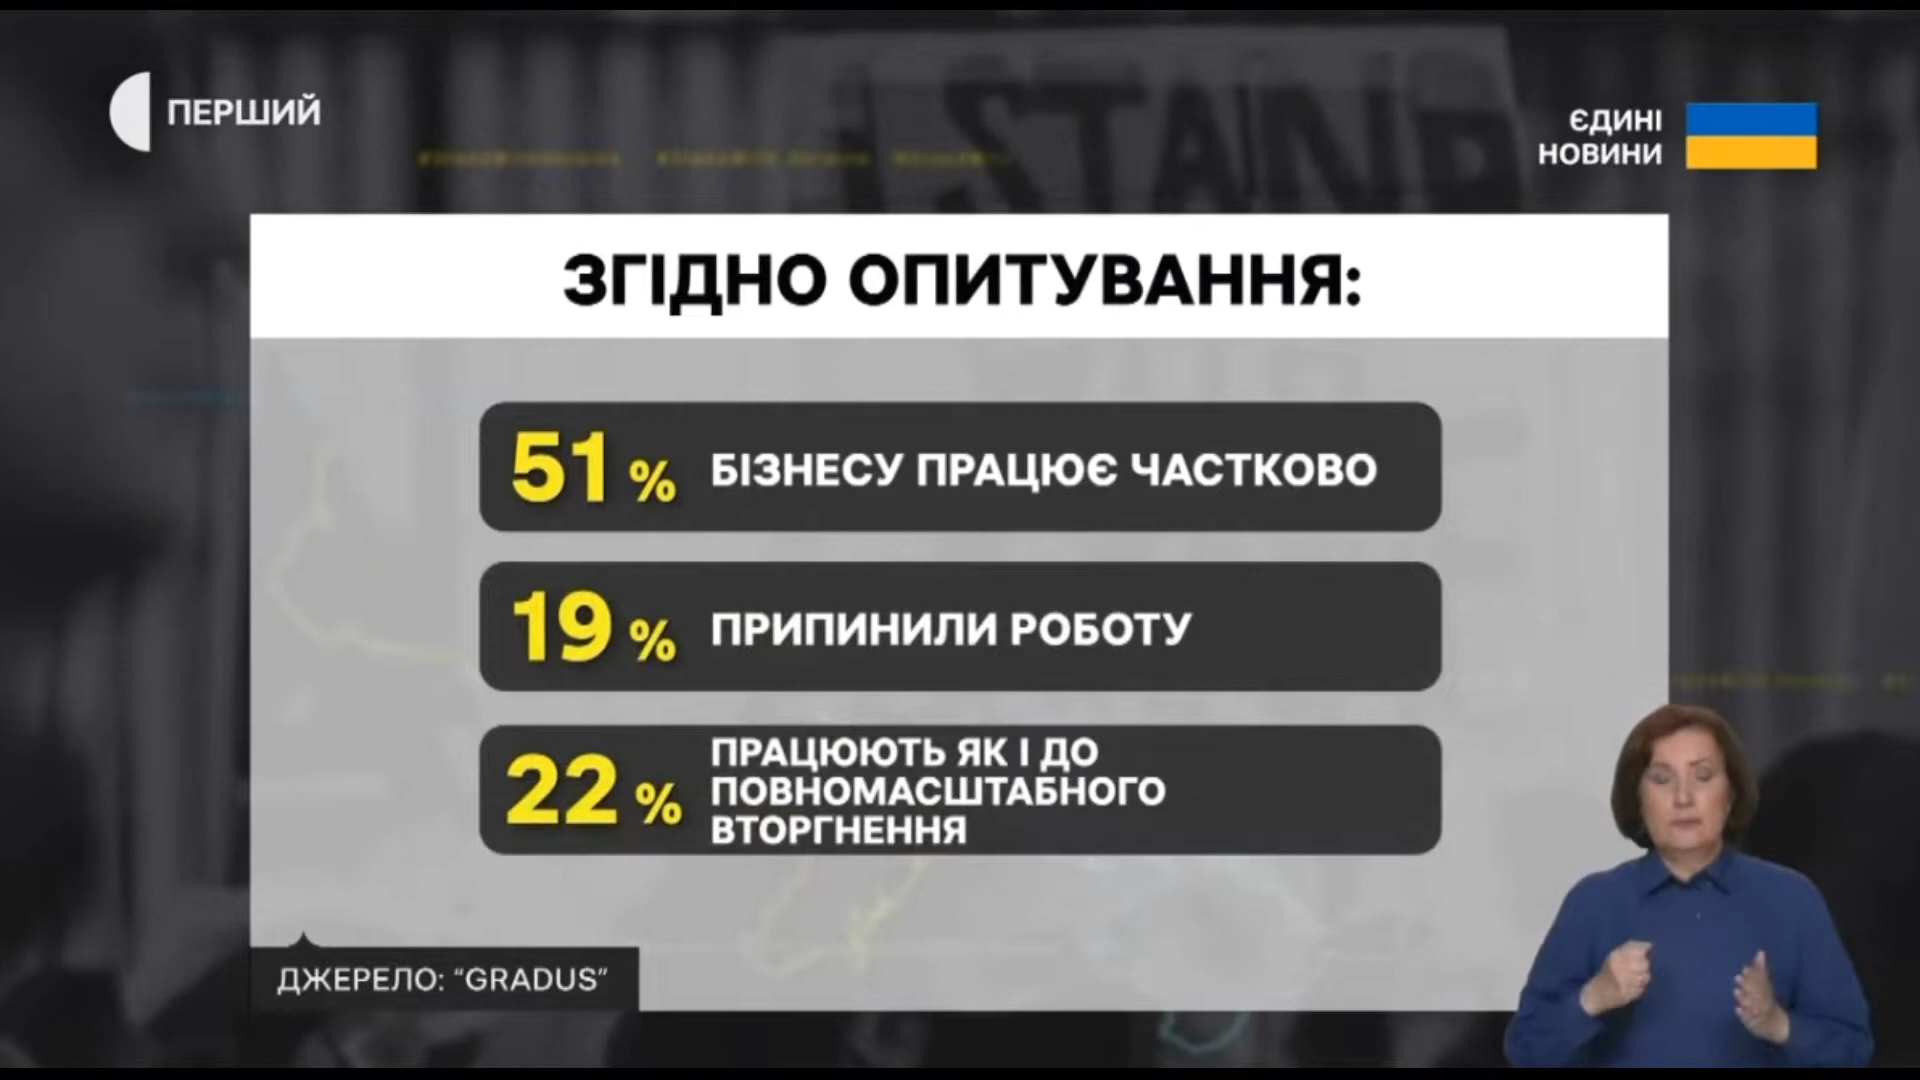 ПЕРШИЙ
ЄДИНІ
НОВИНИ
STAND
ЗГІДНО ОПИТУВАННЯ:
51 % БІЗНЕСУ ПРАЦЮЄ ЧАСТКОВО
19 % ПРИПИНИЛИ РОБОТУ
22 % ПРАЦЮЮТЬ ЯК І ДО
ПОВНОМАСШТАБНОГО
ВТОРГНЕННЯ
ДЖЕРЕЛО: “GRADUS”